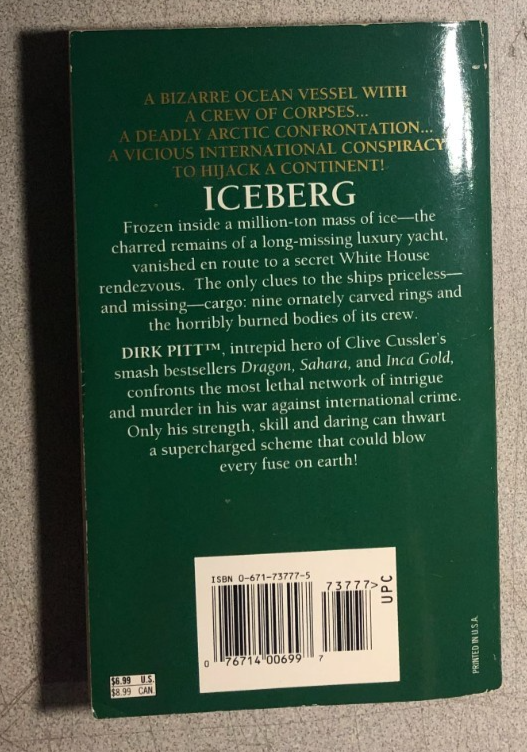 A BIZARRE OCEAN VESSEL WITH
A CREW OF CORPSES...
A DEADLY ARCTIC CONFRONTATION...
A VICIOUS INTERNATIONAL CONSPIRACY
TO HIJACK A CONTINENT!
ICEBERG
Frozen inside a million-ton mass of ice—the
charred remains of a long-missing luxury yacht,
vanished en route to a secret White House
rendezvous. The only clues to the ships priceless—
and missing—cargo: nine ornately carved rings and
the horribly burned bodies of its crew.
DIRK PITT™, intrepid hero of Clive Cussler's
smash bestsellers Dragon, Sahara, and Inca Gold,
confronts the most lethal network of intrigue
and murder in his war against international crime.
Only his strength, skill and daring can thwart
a supercharged scheme that could blow
every fuse on earth!
ISBN 0-671-73777-5
73777>
UPC
0 76714 00699 7
$6.99 U.S.
$8.99 CAN
PRINTED IN U.S.A.